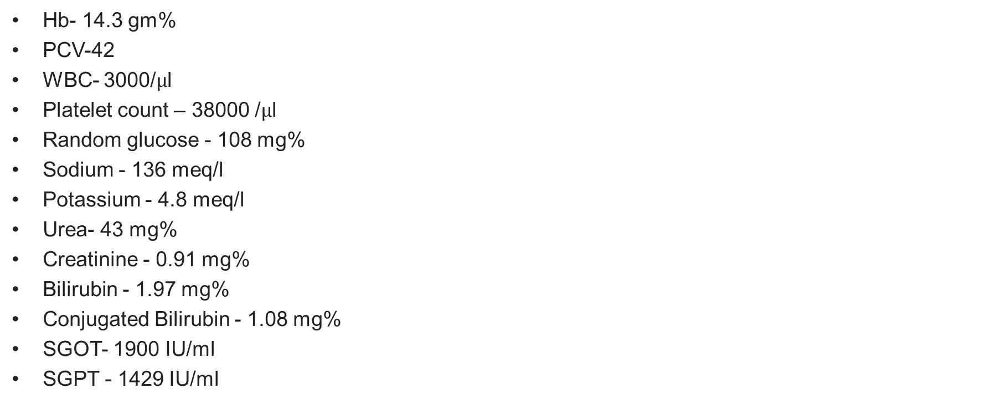 • Hb- 14.3 gm%
• PCV-42
• WBC- 3000/μl
• Platelet count – 38000 /μl
• Random glucose - 108 mg%
• Sodium - 136 meq/l
• Potassium - 4.8 meq/l
• Urea- 43 mg%
• Creatinine - 0.91 mg%
• Bilirubin - 1.97 mg%
• Conjugated Bilirubin - 1.08 mg%
• SGOT- 1900 IU/ml
• SGPT - 1429 IU/ml